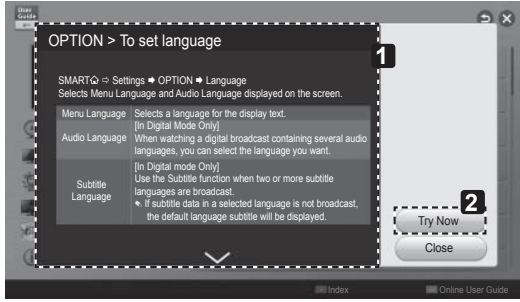 User
Guide
OPTION > To set language
1
SMART ⇨ Settings ➡ OPTION ➡ Language
Selects Menu Language and Audio Language displayed on the screen.
Menu Language Selects a language for the display text.
Audio Language [In Digital Mode Only]
When watching a digital broadcast containing several audio
languages, you can select the language you want.
Subtitle
Language
[In Digital mode Only]
Use the Subtitle function when two or more subtitle
languages are broadcast.
If subtitle data in a selected language is not broadcast,
the default language subtitle will be displayed.
2
Try Now
Close
Index
Online User Guide